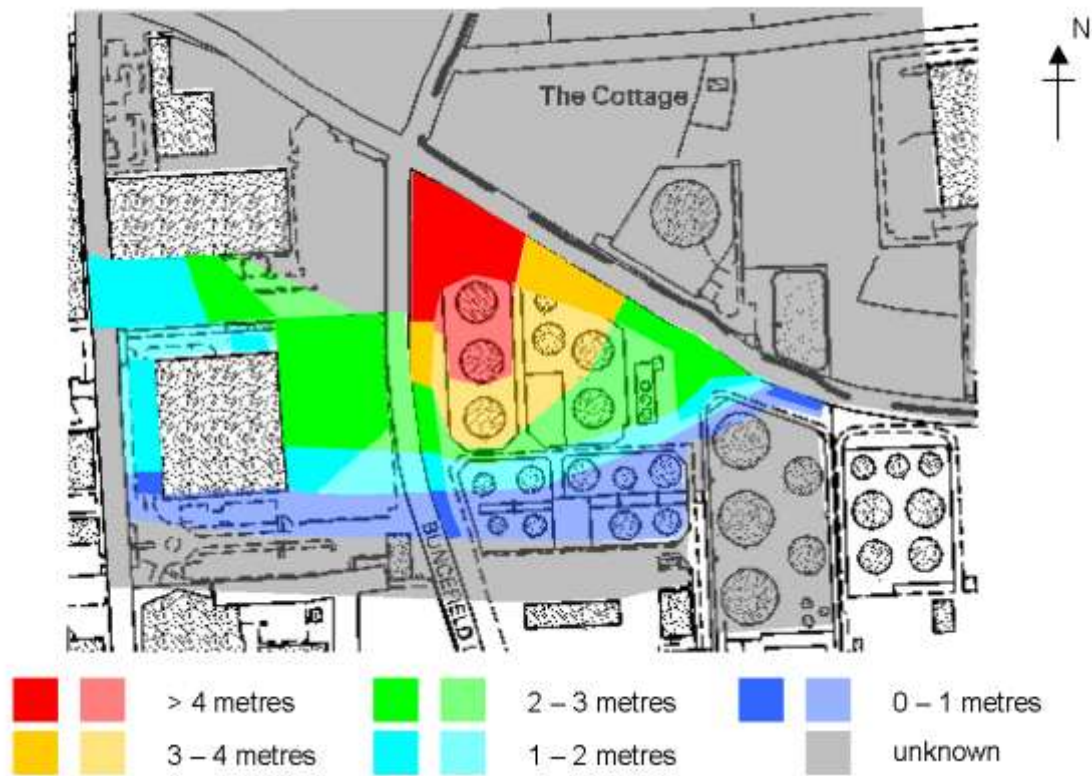 N
The Cottage
BUNCEFIELD
> 4 metres
2 – 3 metres
0 – 1 metres
3 – 4 metres
1 – 2 metres
unknown